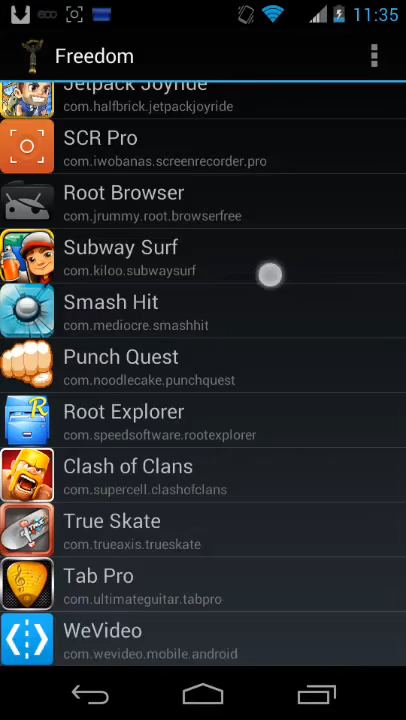 eco
11:35
Freedom
Jetpack Joyride
com.halfbrick.jetpackjoyride
SCR Pro
com.iwobanas.screenrecorder.pro
Root Browser
com.jrummy.root.browserfree
Subway Surf
com.kiloo.subwaysurf
Smash Hit
com.mediocre.smashhit
Punch Quest
com.noodlecake.punchquest
R
Root Explorer
com.speedsoftware.rootexplorer
Clash of Clans
com.supercell.clashofclans
True Skate
com.trueaxis.trueskate
Tab Pro
com.ultimateguitar.tabpro
WeVideo
com.wevideo.mobile.android